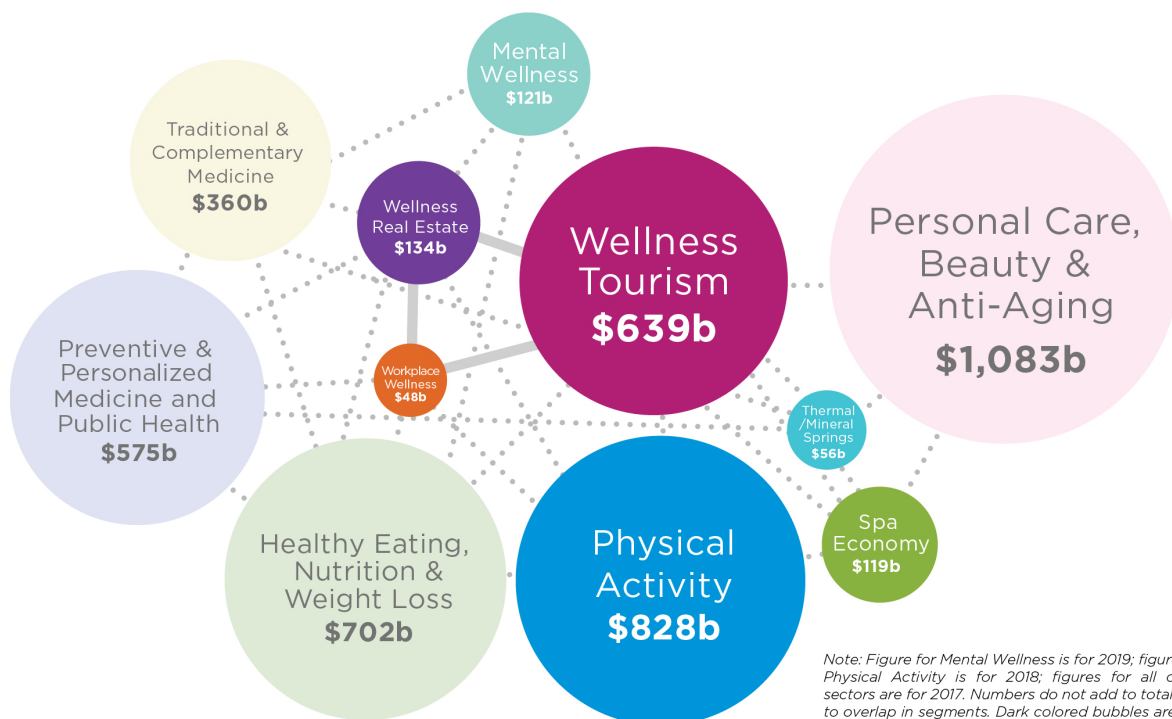 Mental
Wellness
$121b
Traditional &
Complementary
Medicine
$360b
Wellness
Real Estate
$134b
Wellness
Tourism
$639b
Personal Care,
Beauty &
Anti-Aging
$1,083b
Preventive &
Personalized
Medicine and
Public Health
$575b
Workplace
Wellness
$48b
Thermal
/Mineral
Springs
$56b
Healthy Eating,
Nutrition &
Weight Loss
$702b
Physical
Activity
$828b
Spa
Economy
$119b
Note: Figure for Mental Wellness is for 2019;
Physical Activity is for 2018; figures for all
sectors are for 2017. Numbers do not add to total
to overlap in segments. Dark colored bubbles are